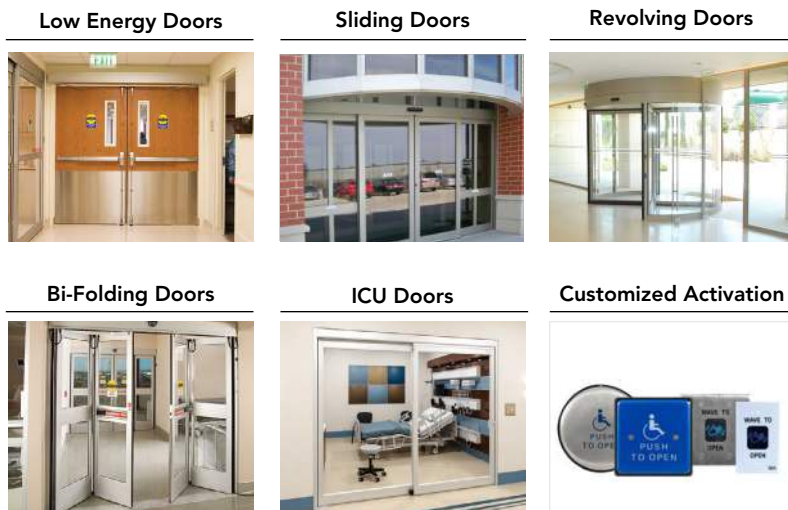 Low Energy Doors
Sliding Doors
Revolving Doors
EXIT
Bi-Folding Doors
ICU Doors
Customized Activation
PUSH
TO OPEN
PUSH
TO OPEN
WAVE TO
OPEN
WAVE TO
OPEN